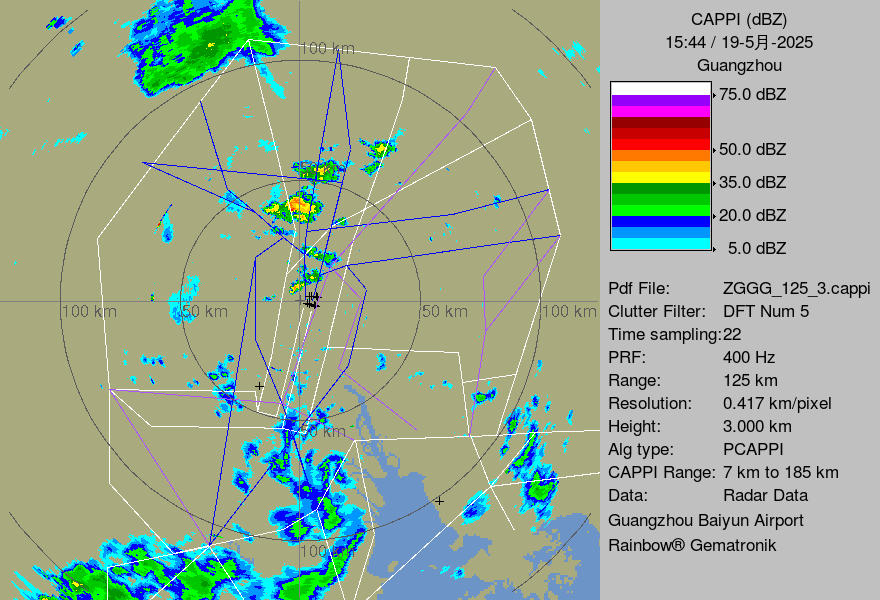 CAPPI (dBZ)
15:44 / 19-5月-2025
Guangzhou
75.0 dBZ
50.0 dBZ
35.0 dBZ
20.0 dBZ
5.0 dBZ
Pdf File: ZGGG_125_3.cappi
Clutter Filter: DFT Num 5
Time sampling:22
PRF: 400 Hz
Range: 125 km
Resolution: 0.417 km/pixel
Height: 3.000 km
Alg type: PCAPPI
CAPPI Range: 7 km to 185 km
Data: Radar Data
Guangzhou Baiyun Airport
Rainbow® Gematronik
100 km
100 km
50 km
50 km
100 km
50 km
100 km